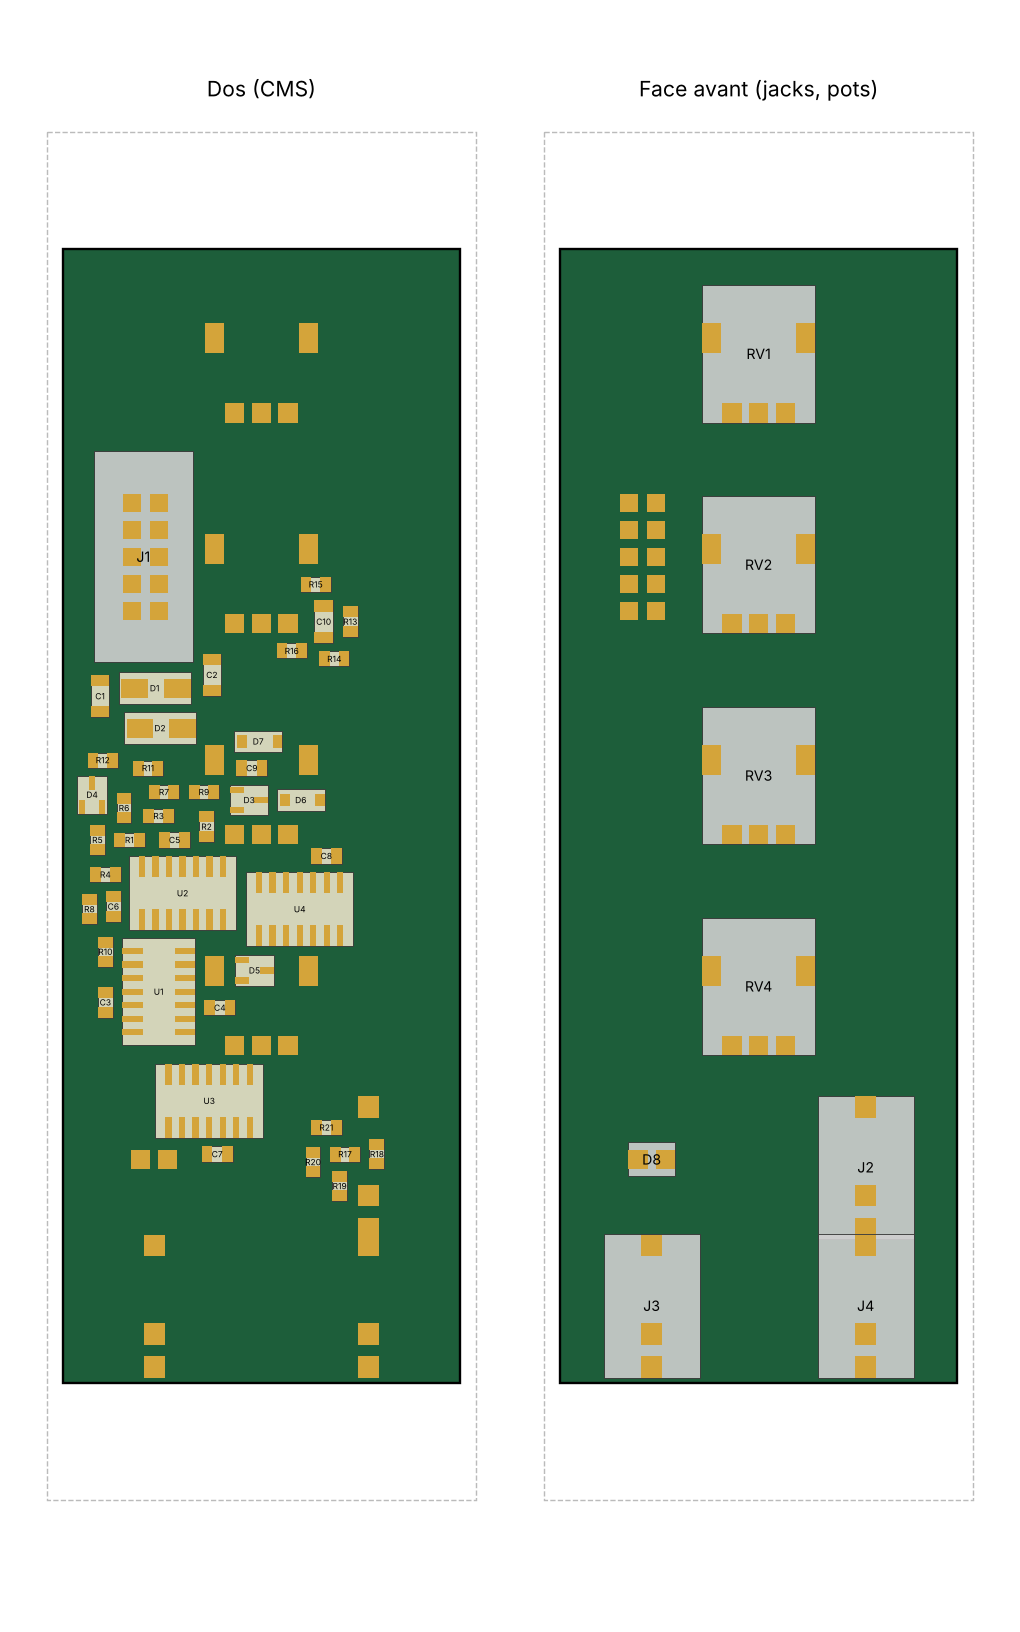 Dos (CMS)
J1
R15
C10
R13
R16
R14
C2
C1
D1
D2
D7
R12
R11
C9
D4
R7
R9
D3
D6
R6
R3
R2
R5
R1
C5
C8
R4
U2
R8
C6
U4
R10
D5
U1
C3
C4
U3
R21
C7
R20
R17
R18
R19
Face avant (jacks, pots)
RV1
RV2
RV3
RV4
D8
J2
J3
J4